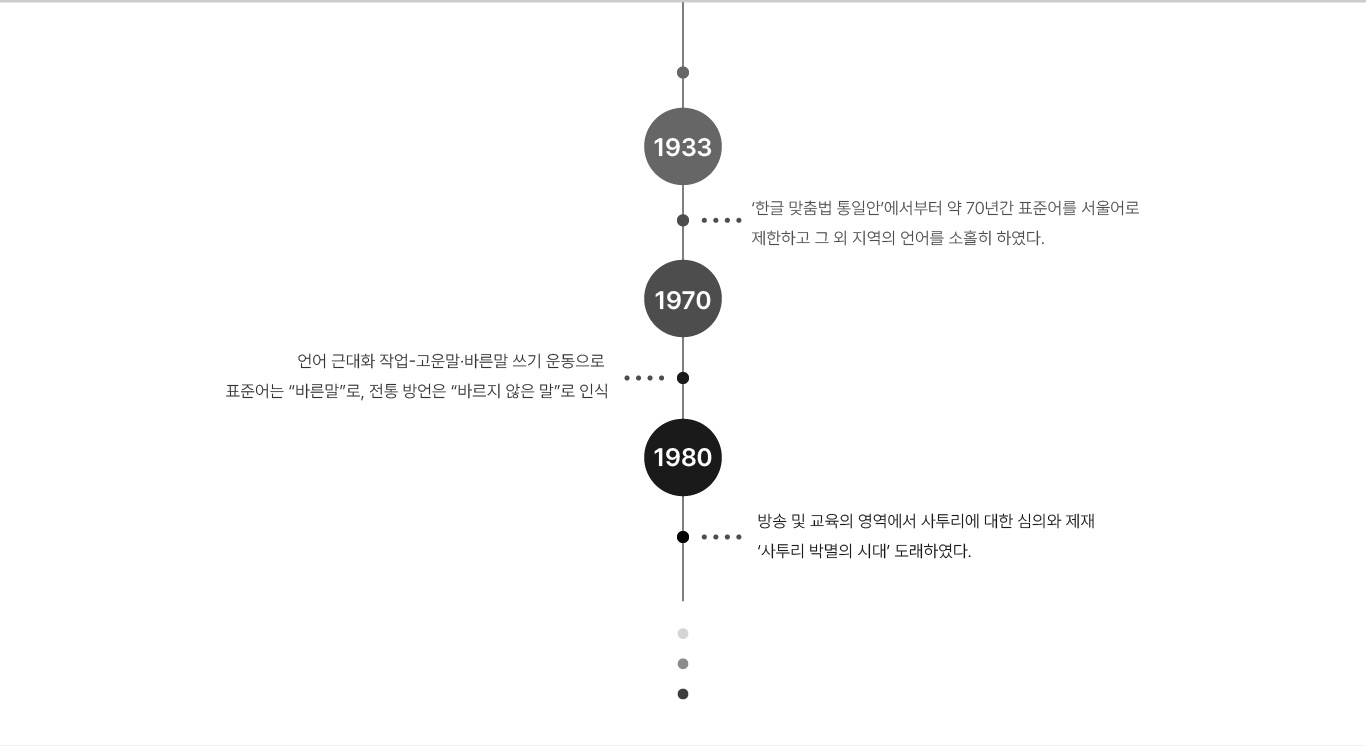 1933
‘한글 맞춤법 통일안’에서부터 약 70년간 표준어를 서울어로
제한하고 그 외 지역의 언어를 소홀히 하였다.
1970
언어 근대화 작업-고운말·바른말 쓰기 운동으로
표준어는 “바른말”로, 전통 방언은 “바르지 않은 말”로 인식
1980
방송 및 교육의 영역에서 사투리에 대한 심의와 제재
‘사투리 박멸의 시대’ 도래하였다.